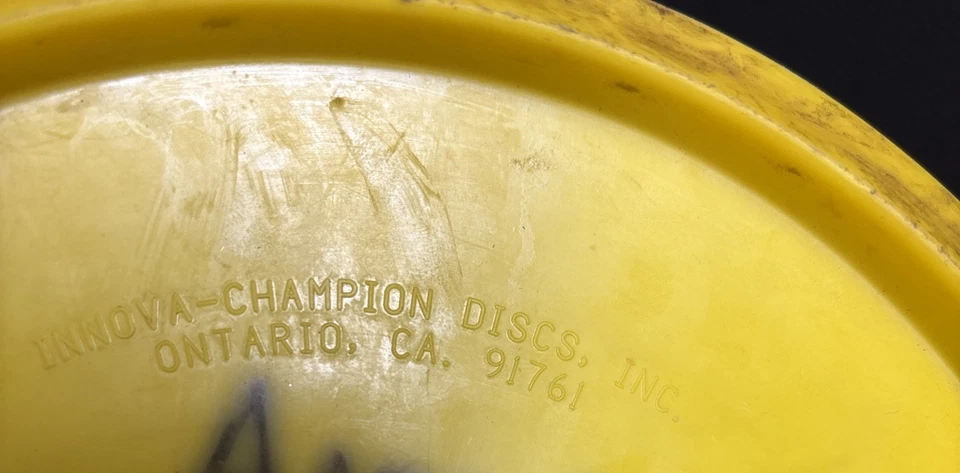 INNOVA-CHAMPION DISCS, INC.
ONTARIO, CA. 91761